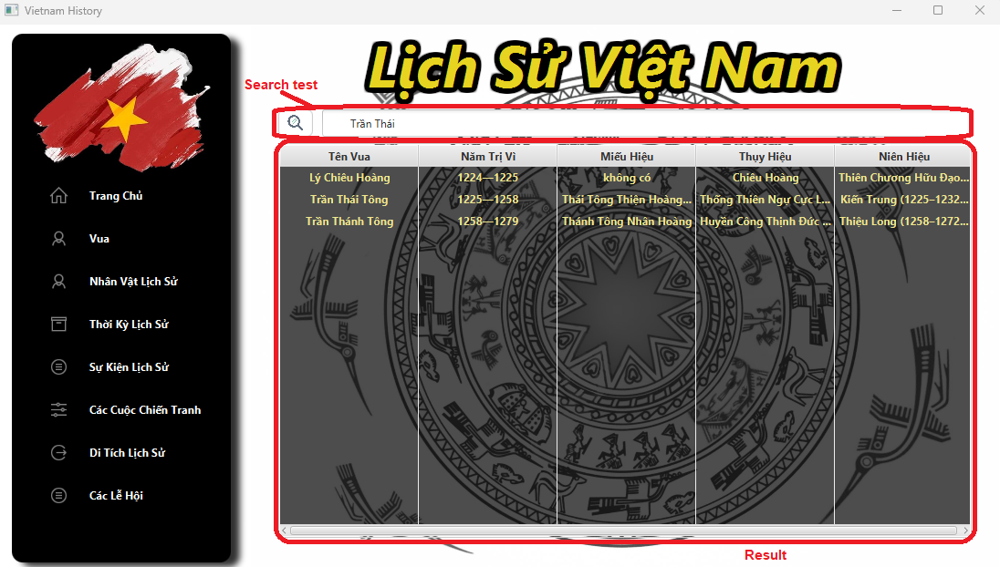 Vietnam History
Lịch Sử Việt Nam
Search test
Trần Thái
Trang Chủ
Vua
Nhân Vật Lịch Sử
Thời Kỳ Lịch Sử
Sự Kiện Lịch Sử
Các Cuộc Chiến Tranh
Di Tích Lịch Sử
Các Lễ Hội
Tên Vua Năm Trị Vì Miếu Hiệu Thụy Hiệu Niên Hiệu
Lý Chiêu Hoàng 1224—1225 không có Chiêu Hoàng Thiên Chương Hữu Đạo...
Trần Thái Tông 1225—1258 Thái Tông Thiện Hoàng... Thống Thiên Ngự Cực L... Kiến Trung (1225–1232...
Trần Thánh Tông 1258—1279 Thánh Tông Nhân Hoàng Huyền Công Thịnh Đức ... Thiệu Long (1258–1272...
Result